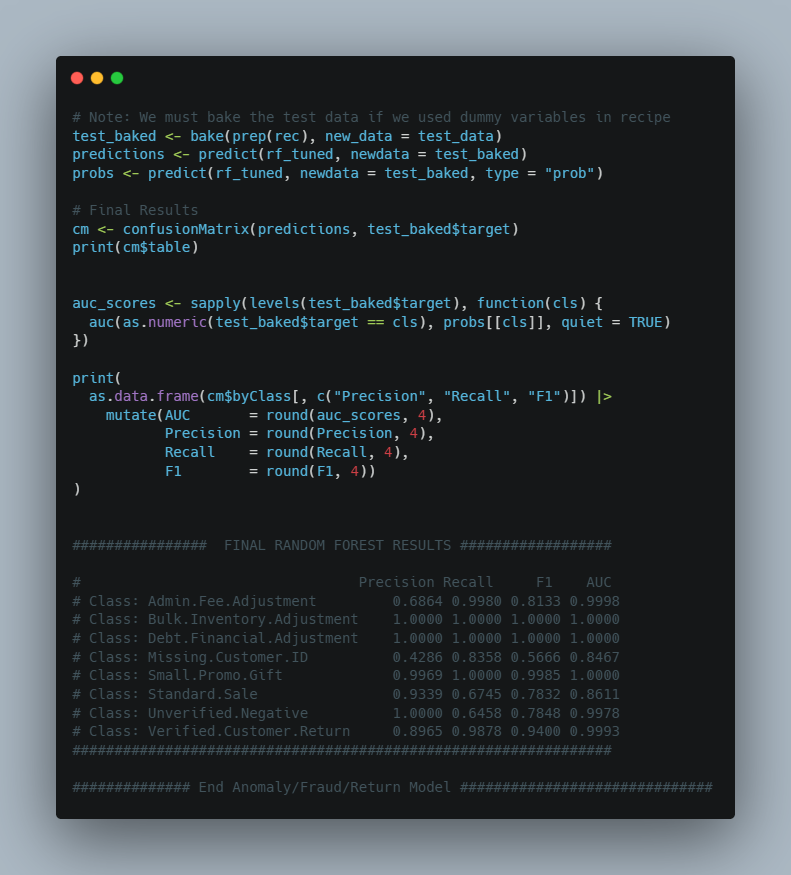 # Note: We must bake the test data if we used dummy variables in recipe
test_baked <- bake(prep(rec), new_data = test_data)
predictions <- predict(rf_tuned, newdata = test_baked)
probs <- predict(rf_tuned, newdata = test_baked, type = "prob")

# Final Results
cm <- confusionMatrix(predictions, test_baked$target)
print(cm$table)


auc_scores <- sapply(levels(test_baked$target), function(cls) {
  auc(as.numeric(test_baked$target == cls), probs[[cls]], quiet = TRUE)
})

print(
  as.data.frame(cm$byClass[, c("Precision", "Recall", "F1")]) |>
    mutate(AUC       = round(auc_scores, 4),
           Precision = round(Precision, 4),
           Recall    = round(Recall, 4),
           F1        = round(F1, 4))
)


################  FINAL RANDOM FOREST RESULTS ##################

#                                 Precision Recall     F1    AUC
# Class: Admin.Fee.Adjustment         0.6864 0.9980 0.8133 0.9998
# Class: Bulk.Inventory.Adjustment    1.0000 1.0000 1.0000 1.0000
# Class: Debt.Financial.Adjustment    1.0000 1.0000 1.0000 1.0000
# Class: Missing.Customer.ID          0.4286 0.8358 0.5666 0.8467
# Class: Small.Promo.Gift             0.9969 1.0000 0.9985 1.0000
# Class: Standard.Sale                0.9339 0.6745 0.7832 0.8611
# Class: Unverified.Negative          1.0000 0.6458 0.7848 0.9978
# Class: Verified.Customer.Return     0.8965 0.9878 0.9400 0.9993
################################################################

############## End Anomaly/Fraud/Return Model ##############################